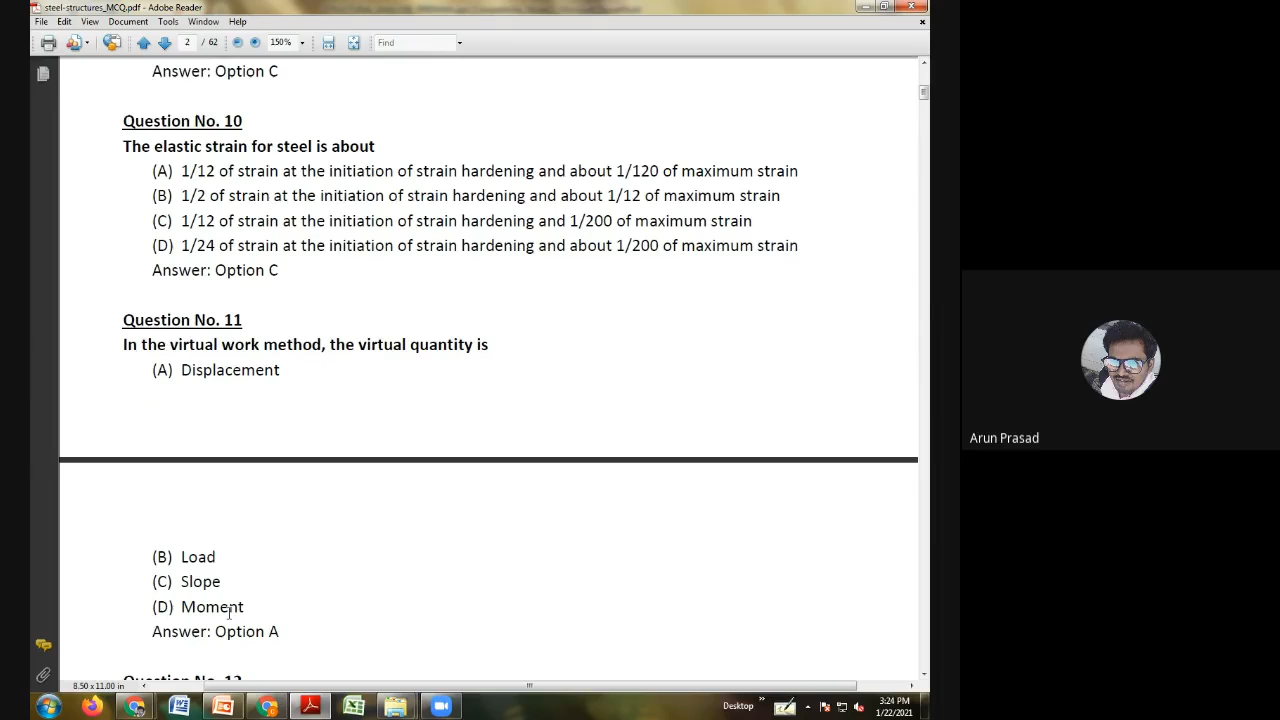 steel-structures_MCQ.pdf - Adobe Reader
File Edit View Document Tools Window Help
2 / 62 150% Find
Answer: Option C
Question No. 10
The elastic strain for steel is about
(A) 1/12 of strain at the initiation of strain hardening and about 1/120 of maximum strain
(B) 1/2 of strain at the initiation of strain hardening and about 1/12 of maximum strain
(C) 1/12 of strain at the initiation of strain hardening and 1/200 of maximum strain
(D) 1/24 of strain at the initiation of strain hardening and about 1/200 of maximum strain
Answer: Option C
Question No. 11
In the virtual work method, the virtual quantity is
(A) Displacement
(B) Load
(C) Slope
(D) Moment
Answer: Option A
Question No. 12
8.50 x 11.00 in
Arun Prasad
Desktop
3:24 PM
1/22/2021